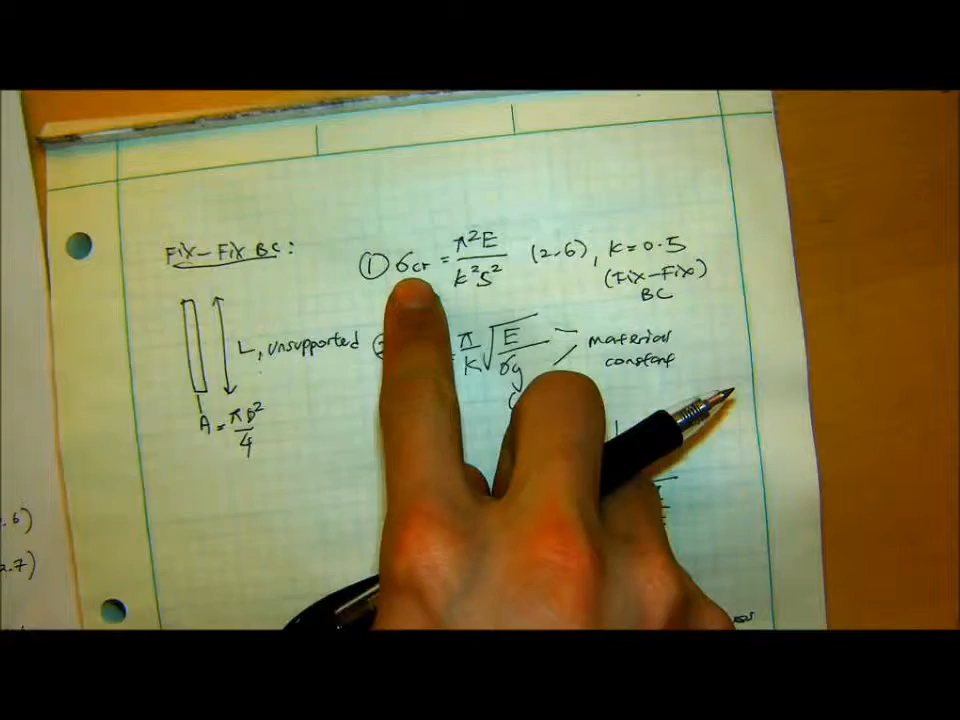 Fix-Fix BC:
① σcr = π²E / k²S² (2.6), k = 0.5
(Fix-Fix)
BC
L, unsupported
= π/k √(E/σy)
material
constant
A = πD²/4
.6)
2.7)